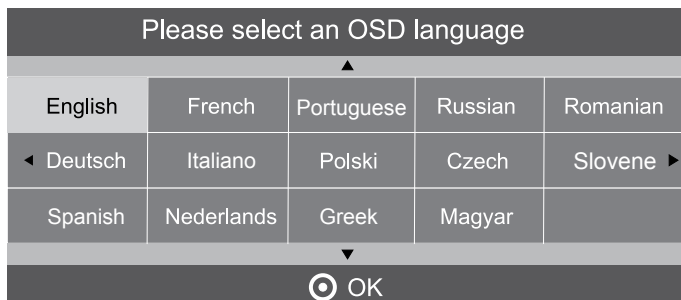 Please select an OSD language
English French Portuguese Russian Romanian
Deutsch Italiano Polski Czech Slovene
Spanish Nederlands Greek Magyar
OK